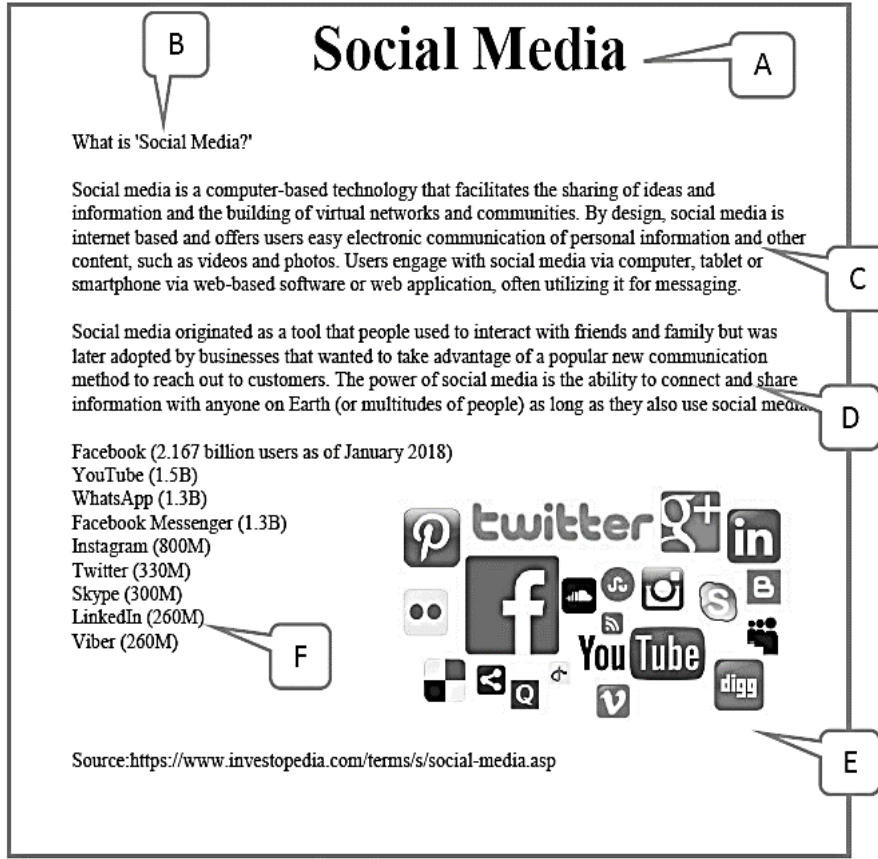 B
Social Media
A
What is 'Social Media?'
Social media is a computer-based technology that facilitates the sharing of ideas and
information and the building of virtual networks and communities. By design, social media is
internet based and offers users easy electronic communication of personal information and other
content, such as videos and photos. Users engage with social media via computer, tablet or
smartphone via web-based software or web application, often utilizing it for messaging.
C
Social media originated as a tool that people used to interact with friends and family but was
later adopted by businesses that wanted to take advantage of a popular new communication
method to reach out to customers. The power of social media is the ability to connect and share
information with anyone on Earth (or multitudes of people) as long as they also use social media.
D
Facebook (2.167 billion users as of January 2018)
YouTube (1.5B)
WhatsApp (1.3B)
Facebook Messenger (1.3B)
Instagram (800M)
Twitter (330M)
Skype (300M)
LinkedIn (260M)
Viber (260M)
F
twitter g+ in
f S B
You Tube
Q V digg
E
Source:https://www.investopedia.com/terms/s/social-media.asp